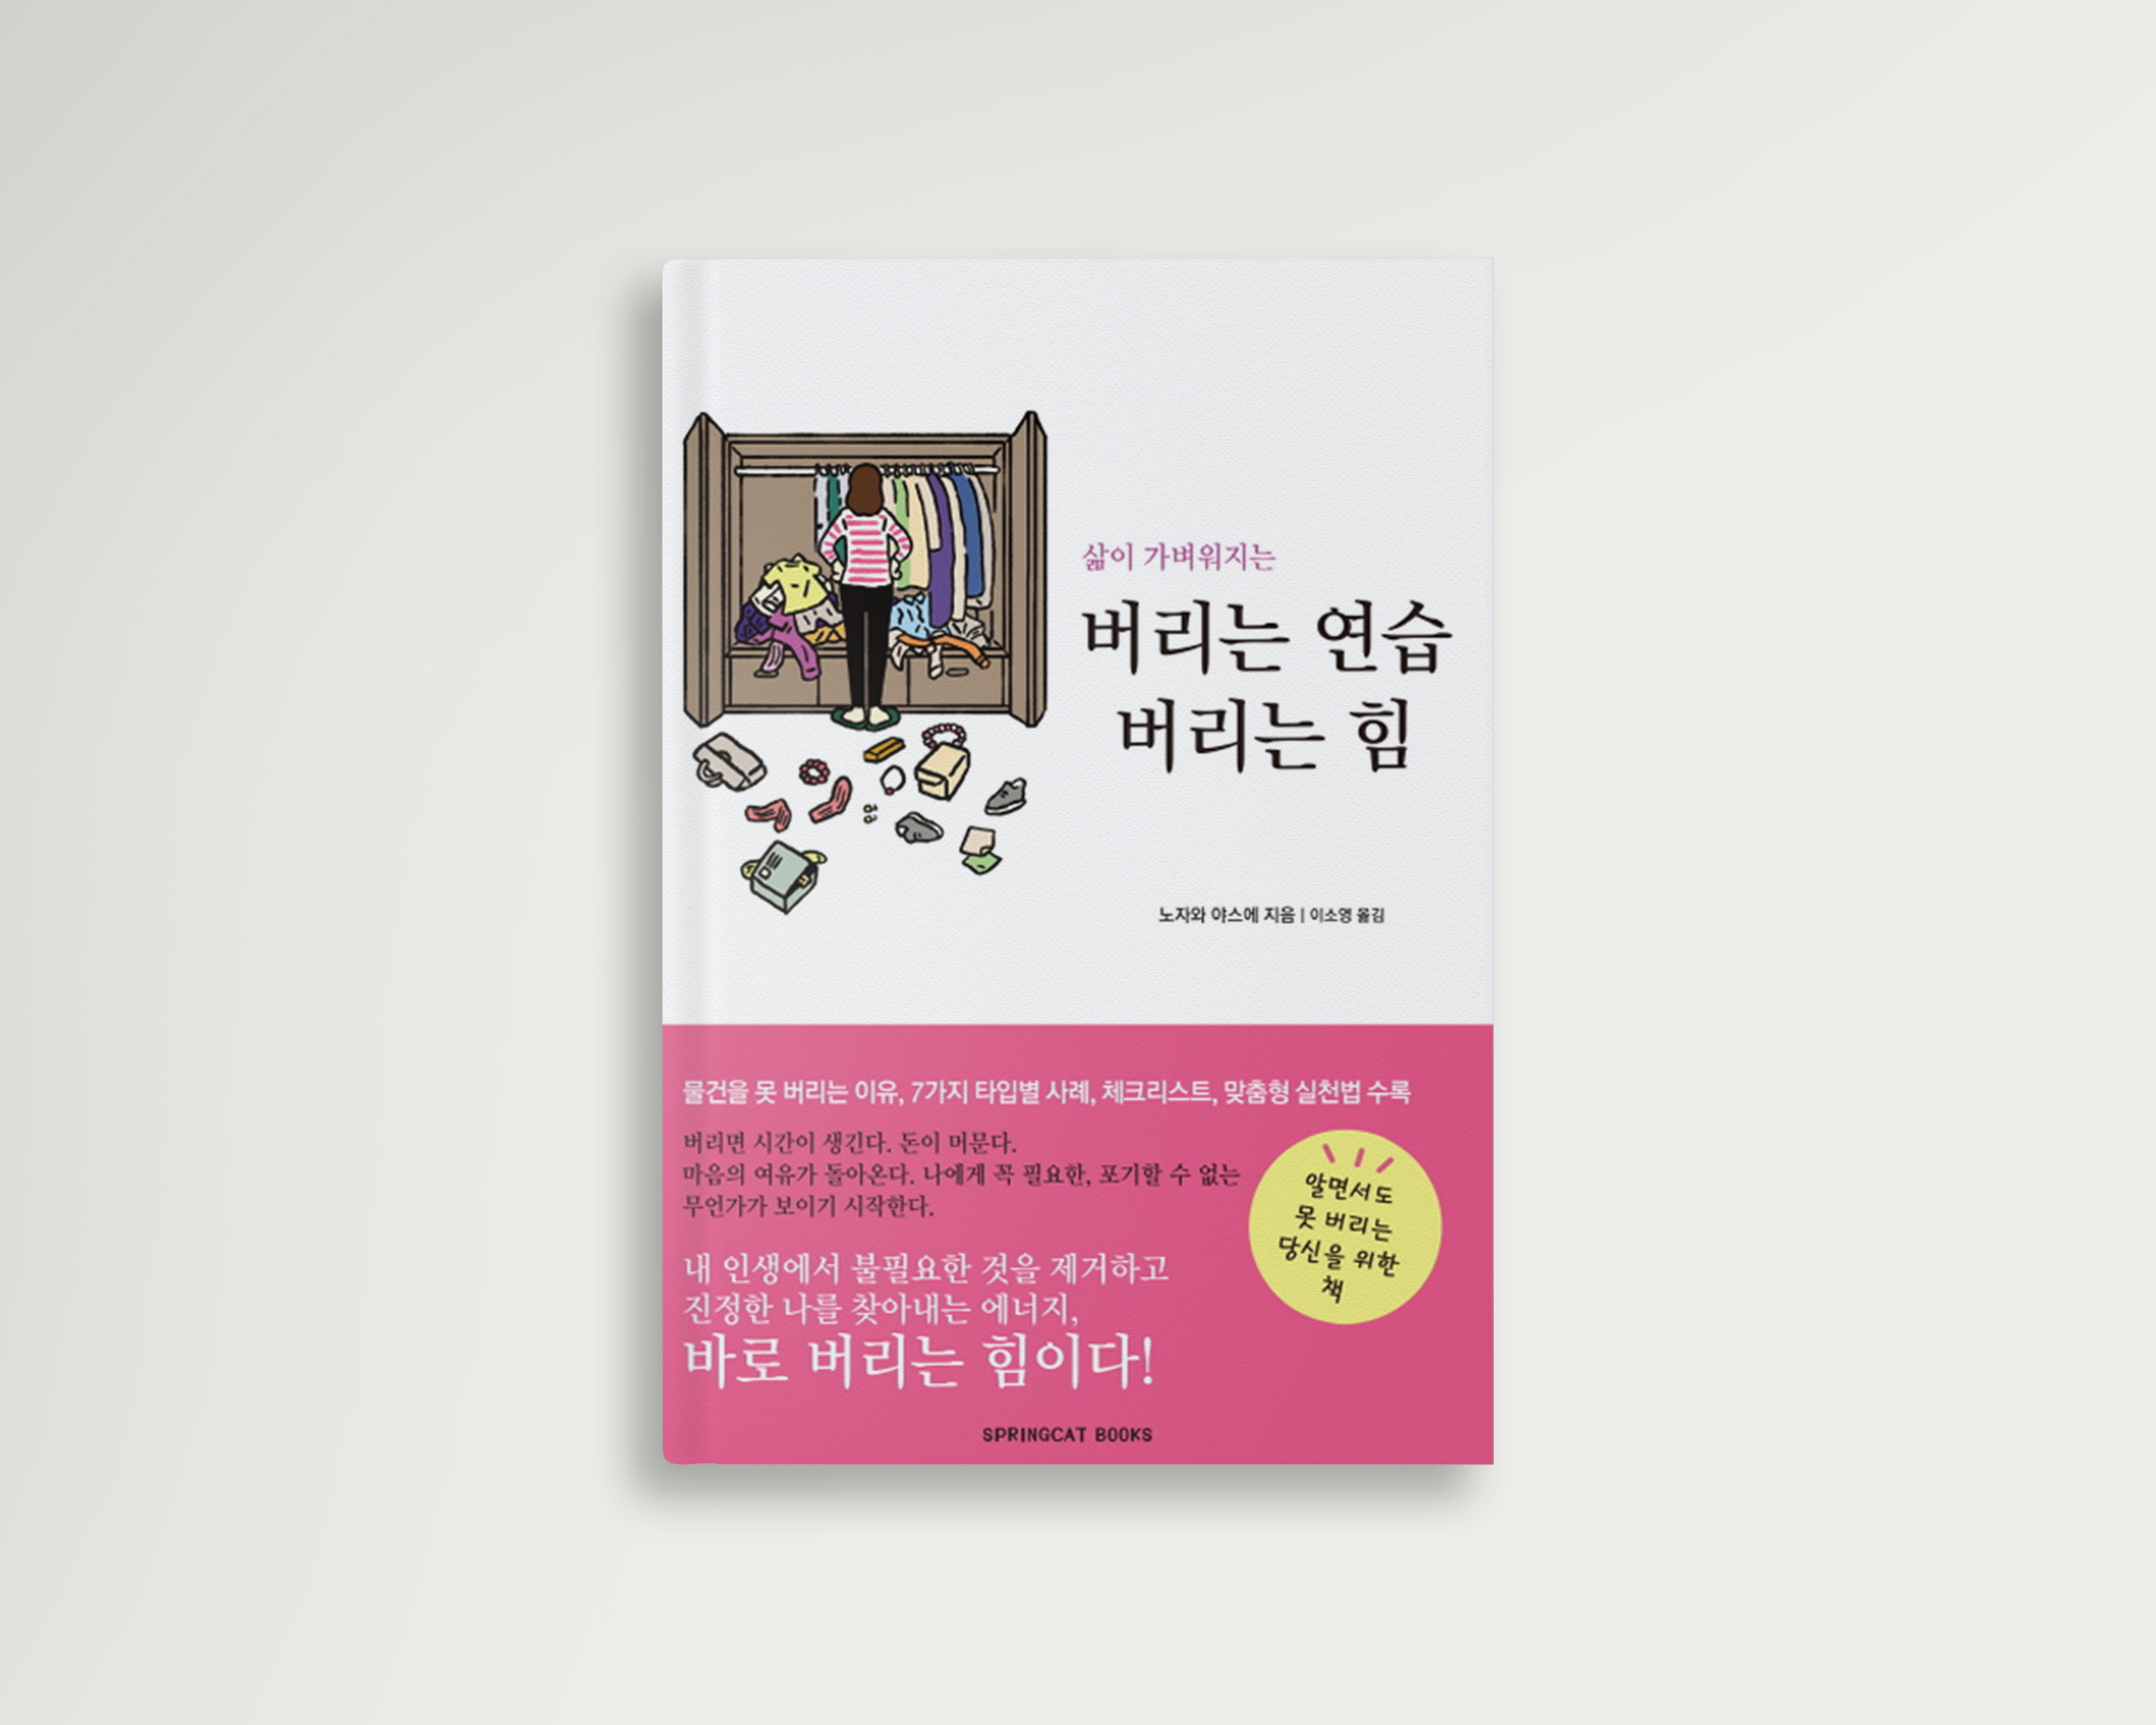 삶이 가벼워지는
버리는 연습
버리는 힘
노자와 야스에 지음 | 이소영 옮김
물건을 못 버리는 이유, 7가지 타입별 사례, 체크리스트, 맞춤형 실천법 수록
버리면 시간이 생긴다. 돈이 머문다.
마음의 여유가 돌아온다. 나에게 꼭 필요한, 포기할 수 없는
무언가가 보이기 시작한다.
알면서도
못 버리는
당신을 위한
책
내 인생에서 불필요한 것을 제거하고
진정한 나를 찾아내는 에너지,
바로 버리는 힘이다!
SPRINGCAT BOOKS